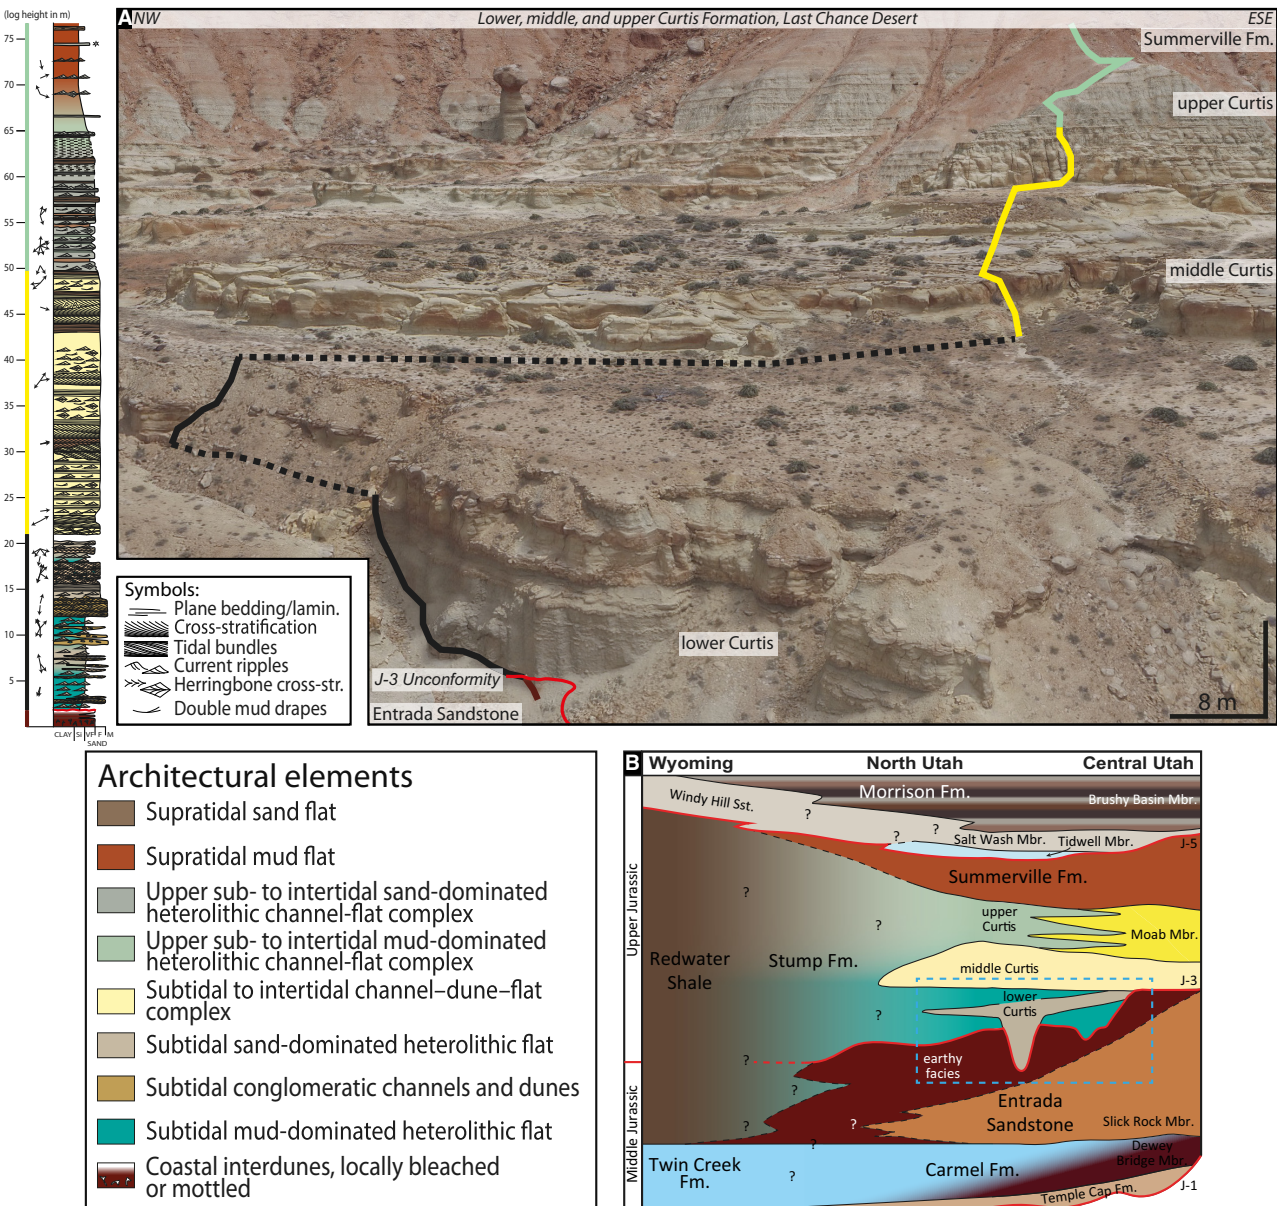 (log height in m)
A NW
Lower, middle, and upper Curtis Formation, Last Chance Desert
ESE
75
70
65
60
55
50
45
40
35
30
25
20
15
10
5
CLAY Si VF F M
SAND
Summerville Fm.
upper Curtis
middle Curtis
lower Curtis
J-3 Unconformity
Entrada Sandstone
8 m
Symbols:
Plane bedding/lamin.
Cross-stratification
Tidal bundles
Current ripples
Herringbone cross-str.
Double mud drapes
Architectural elements
Supratidal sand flat
Supratidal mud flat
Upper sub- to intertidal sand-dominated
heterolithic channel-flat complex
Upper sub- to intertidal mud-dominated
heterolithic channel-flat complex
Subtidal to intertidal channel–dune–flat
complex
Subtidal sand-dominated heterolithic flat
Subtidal conglomeratic channels and dunes
Subtidal mud-dominated heterolithic flat
Coastal interdunes, locally bleached
or mottled
B Wyoming
North Utah
Central Utah
Upper Jurassic
Middle Jurassic
Windy Hill Sst.
Morrison Fm.
Brushy Basin Mbr.
?
?
?
Salt Wash Mbr.
Tidwell Mbr.
J-5
Summerville Fm.
?
?
upper
Curtis
Moab Mbr.
Redwater
Shale
Stump Fm.
middle Curtis
J-3
lower
Curtis
?
?
earthy
facies
?
Entrada
Sandstone
?
?
Slick Rock Mbr.
?
Twin Creek
Fm.
?
Carmel Fm.
Dewey
Bridge Mbr.
Temple Cap Fm.
J-1